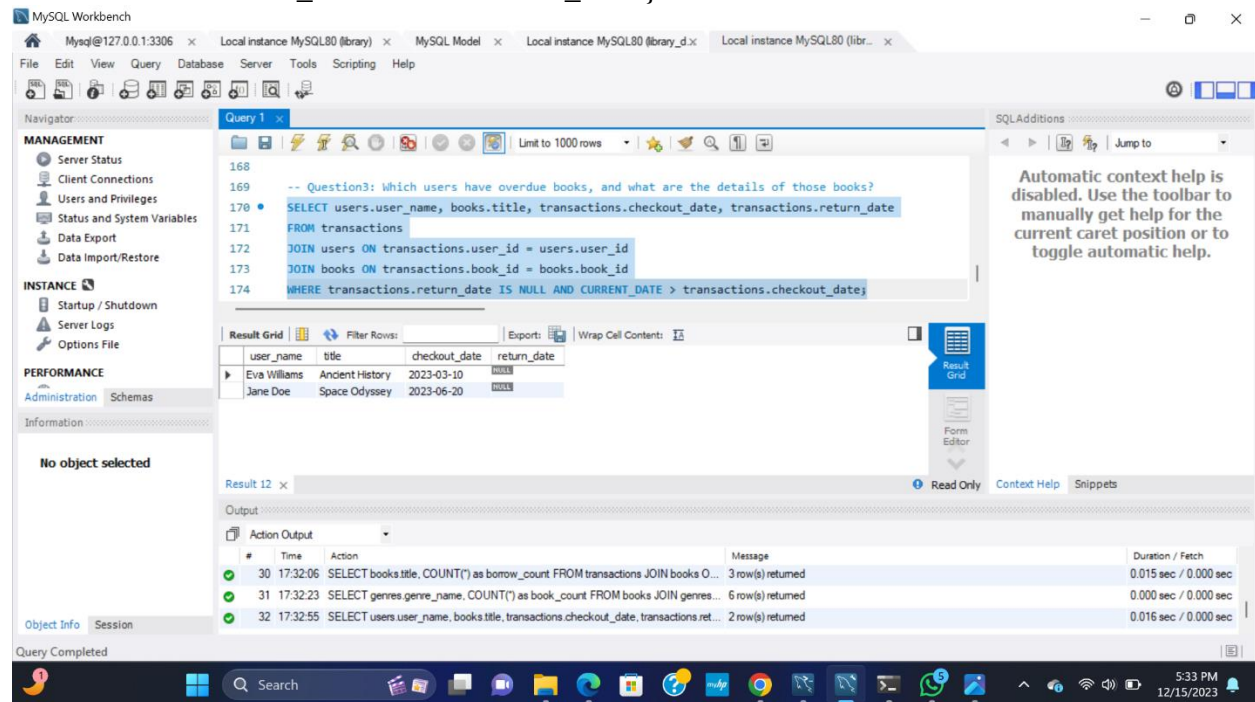 MySQL Workbench
Mysql@127.0.0.1:3306
Local instance MySQL80 (library)
MySQL Model
Local instance MySQL80 (library_d...
Local instance MySQL80 (libr...
File Edit View Query Database Server Tools Scripting Help
Navigator
MANAGEMENT
Server Status
Client Connections
Users and Privileges
Status and System Variables
Data Export
Data Import/Restore
INSTANCE
Startup / Shutdown
Server Logs
Options File
PERFORMANCE
Administration Schemas
Information
No object selected
Object Info Session
Query Completed
Query 1
Limit to 1000 rows
168
169 -- Question3: Which users have overdue books, and what are the details of those books?
170 SELECT users.user_name, books.title, transactions.checkout_date, transactions.return_date
171 FROM transactions
172 JOIN users ON transactions.user_id = users.user_id
173 JOIN books ON transactions.book_id = books.book_id
174 WHERE transactions.return_date IS NULL AND CURRENT_DATE > transactions.checkout_date;
Result Grid Filter Rows: Export: Wrap Cell Content:
user_name title checkout_date return_date
Eva Williams Ancient History 2023-03-10 NULL
Jane Doe Space Odyssey 2023-06-20 NULL
Result Grid
Form Editor
Result 12
Read Only
SQLAdditions
Jump to
Automatic context help is
disabled. Use the toolbar to
manually get help for the
current caret position or to
toggle automatic help.
Context Help Snippets
Output
Action Output
# Time Action Message Duration / Fetch
30 17:32:06 SELECT books.title, COUNT(*) as borrow_count FROM transactions JOIN books O... 3 row(s) returned 0.015 sec / 0.000 sec
31 17:32:23 SELECT genres.genre_name, COUNT(*) as book_count FROM books JOIN genres... 6 row(s) returned 0.000 sec / 0.000 sec
32 17:32:55 SELECT users.user_name, books.title, transactions.checkout_date, transactions.ret... 2 row(s) returned 0.016 sec / 0.000 sec
1
Search
5
5:33 PM
12/15/2023